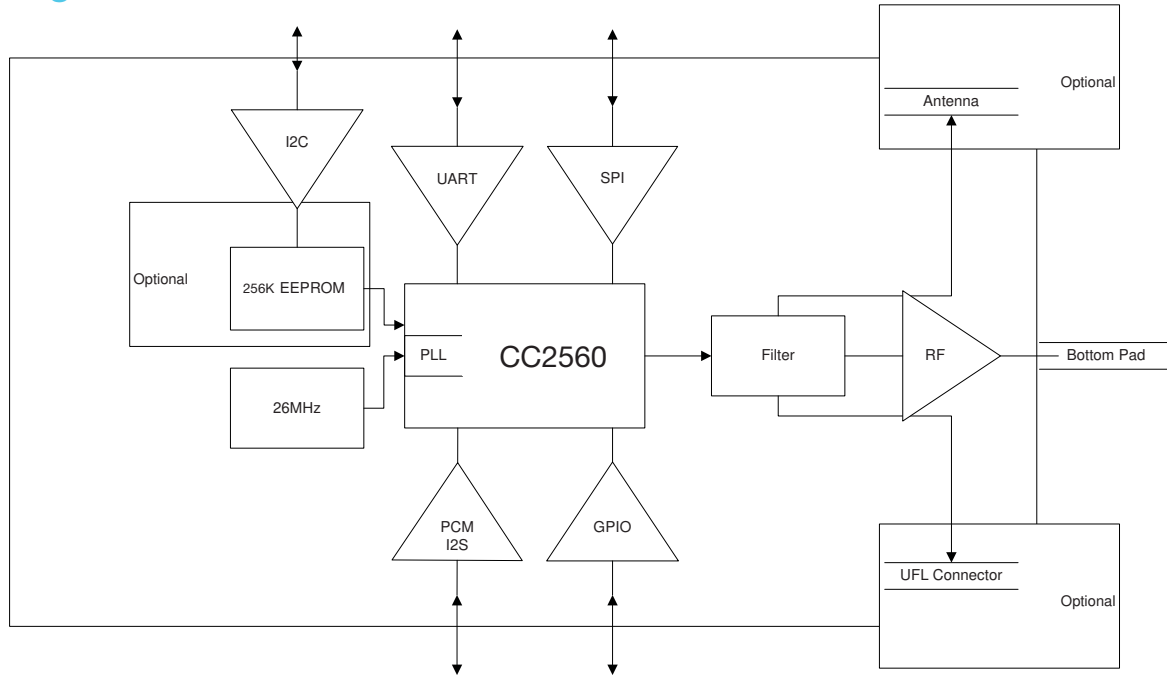 Optional
Antenna
I2C
UART
SPI
Optional
256K EEPROM
PLL
CC2560
Filter
RF
Bottom Pad
26MHz
PCM
I2S
GPIO
UFL Connector
Optional